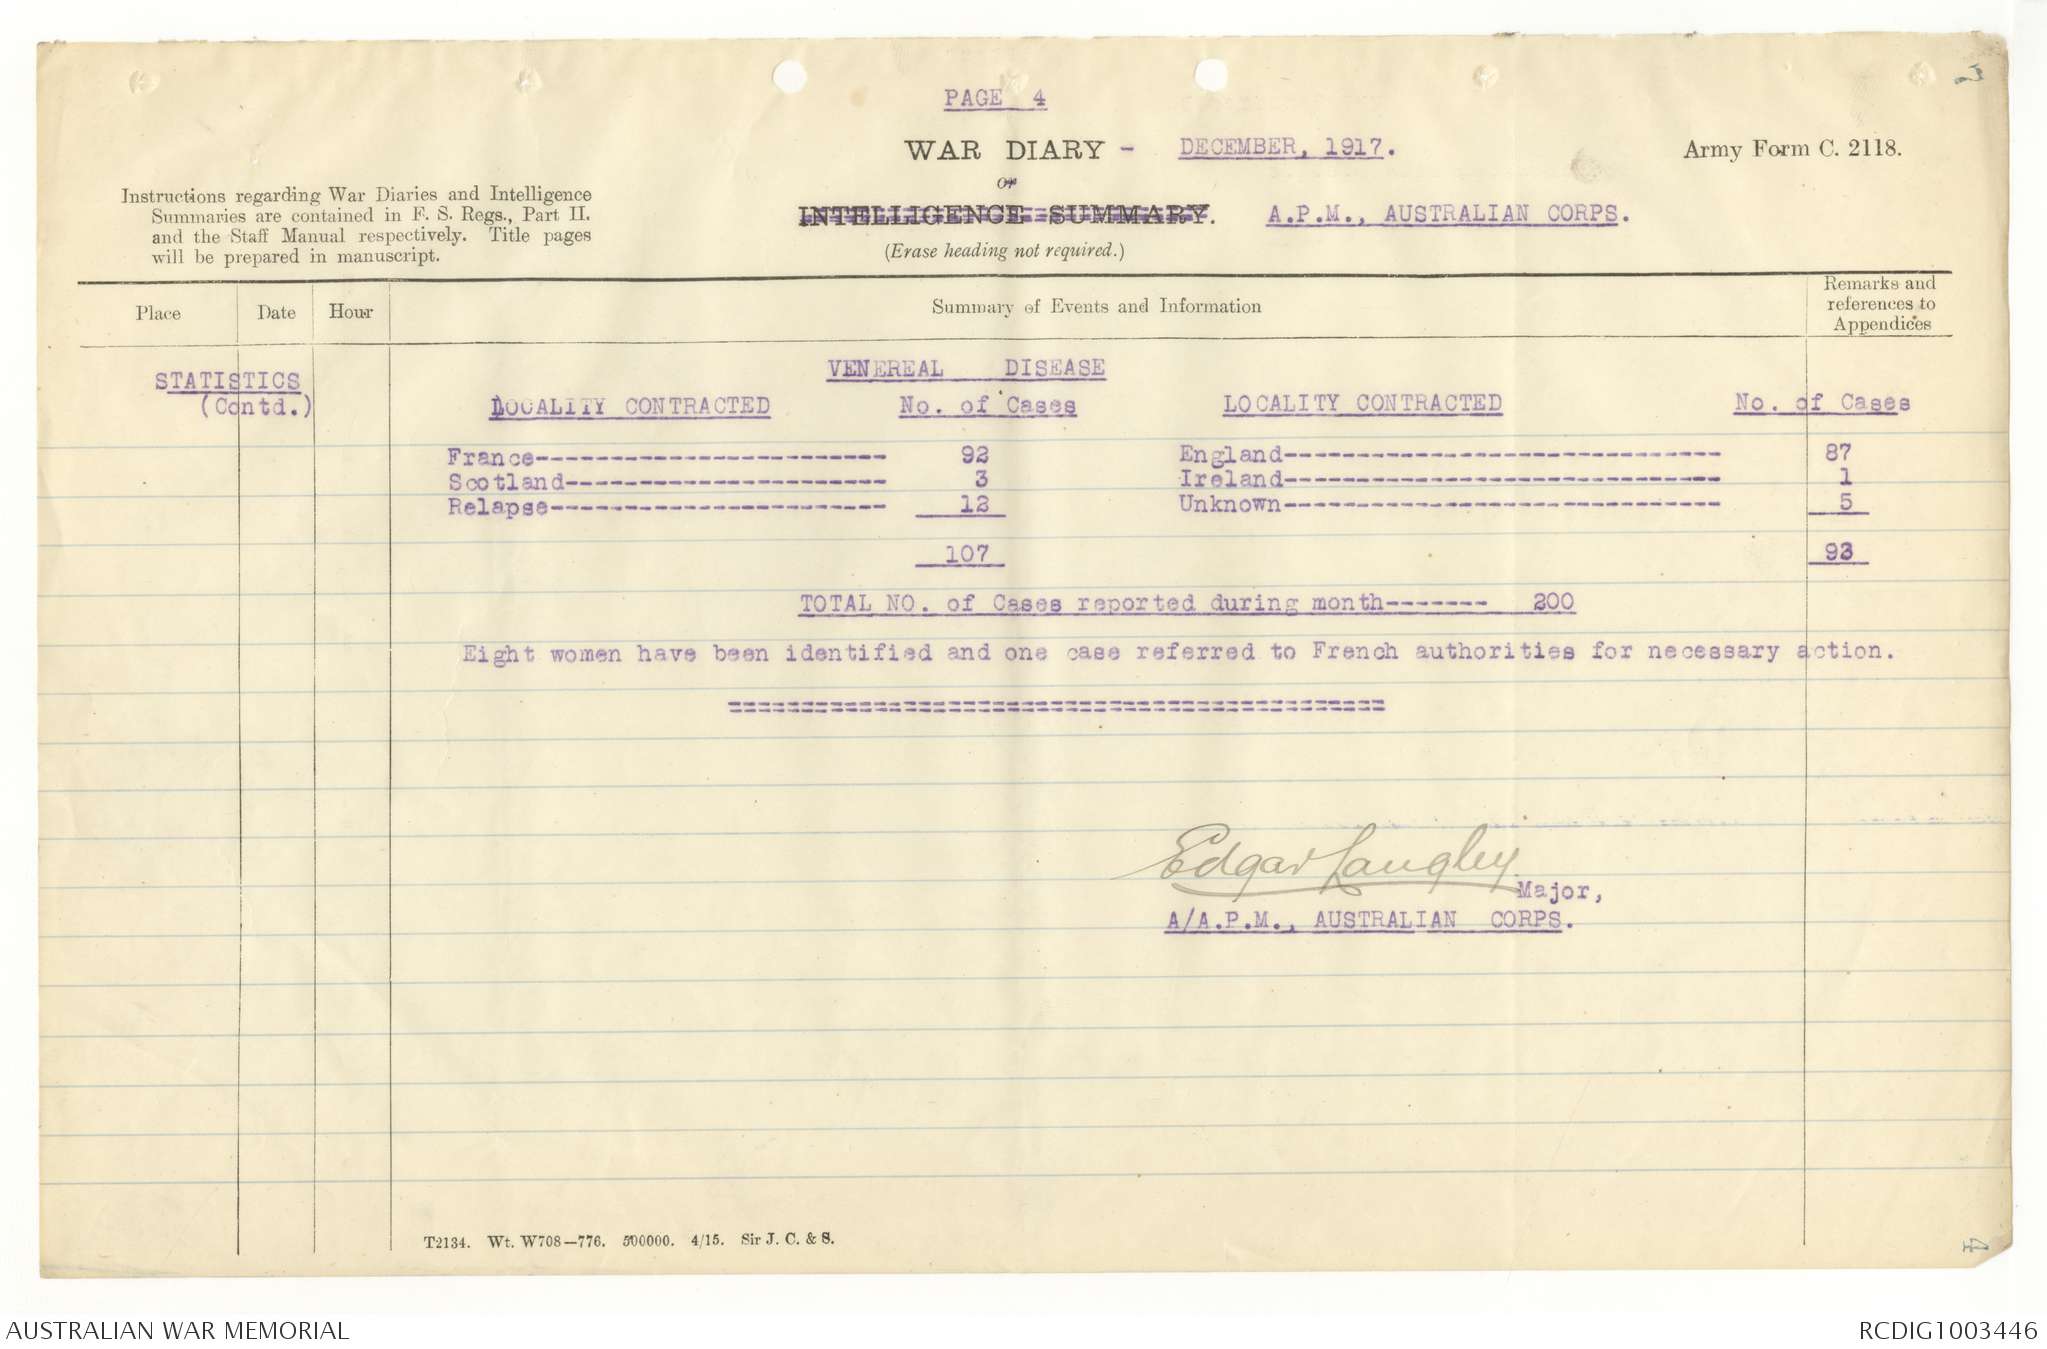 3
PAGE 4
WAR DIARY - DECEMBER, 1917.
or
INTELLIGENCE SUMMARY. A.P.M., AUSTRALIAN CORPS.
(Erase heading not required.)
Army Form C. 2118.
Instructions regarding War Diaries and Intelligence
Summaries are contained in F. S. Regs., Part II.
and the Staff Manual respectively. Title pages
will be prepared in manuscript.
Place Date Hour Summary of Events and Information Remarks and references to Appendices
VENEREAL DISEASE
STATISTICS
(Contd.)
LOCALITY CONTRACTED No. of Cases LOCALITY CONTRACTED No. of Cases
France------------------------ 92 England------------------------------ 87
Scotland---------------------- 3 Ireland------------------------------ 1
Relapse----------------------- 12 Unknown------------------------------ 5
107 93
TOTAL NO. of Cases reported during month------- 200
Eight women have been identified and one case referred to French authorities for necessary action.
=============================================
Edgar Langley.
Major,
A/A.P.M., AUSTRALIAN CORPS.
T2134. Wt. W708—776. 500000. 4/15. Sir J. C. & S.
4
AUSTRALIAN WAR MEMORIAL RCDIG1003446